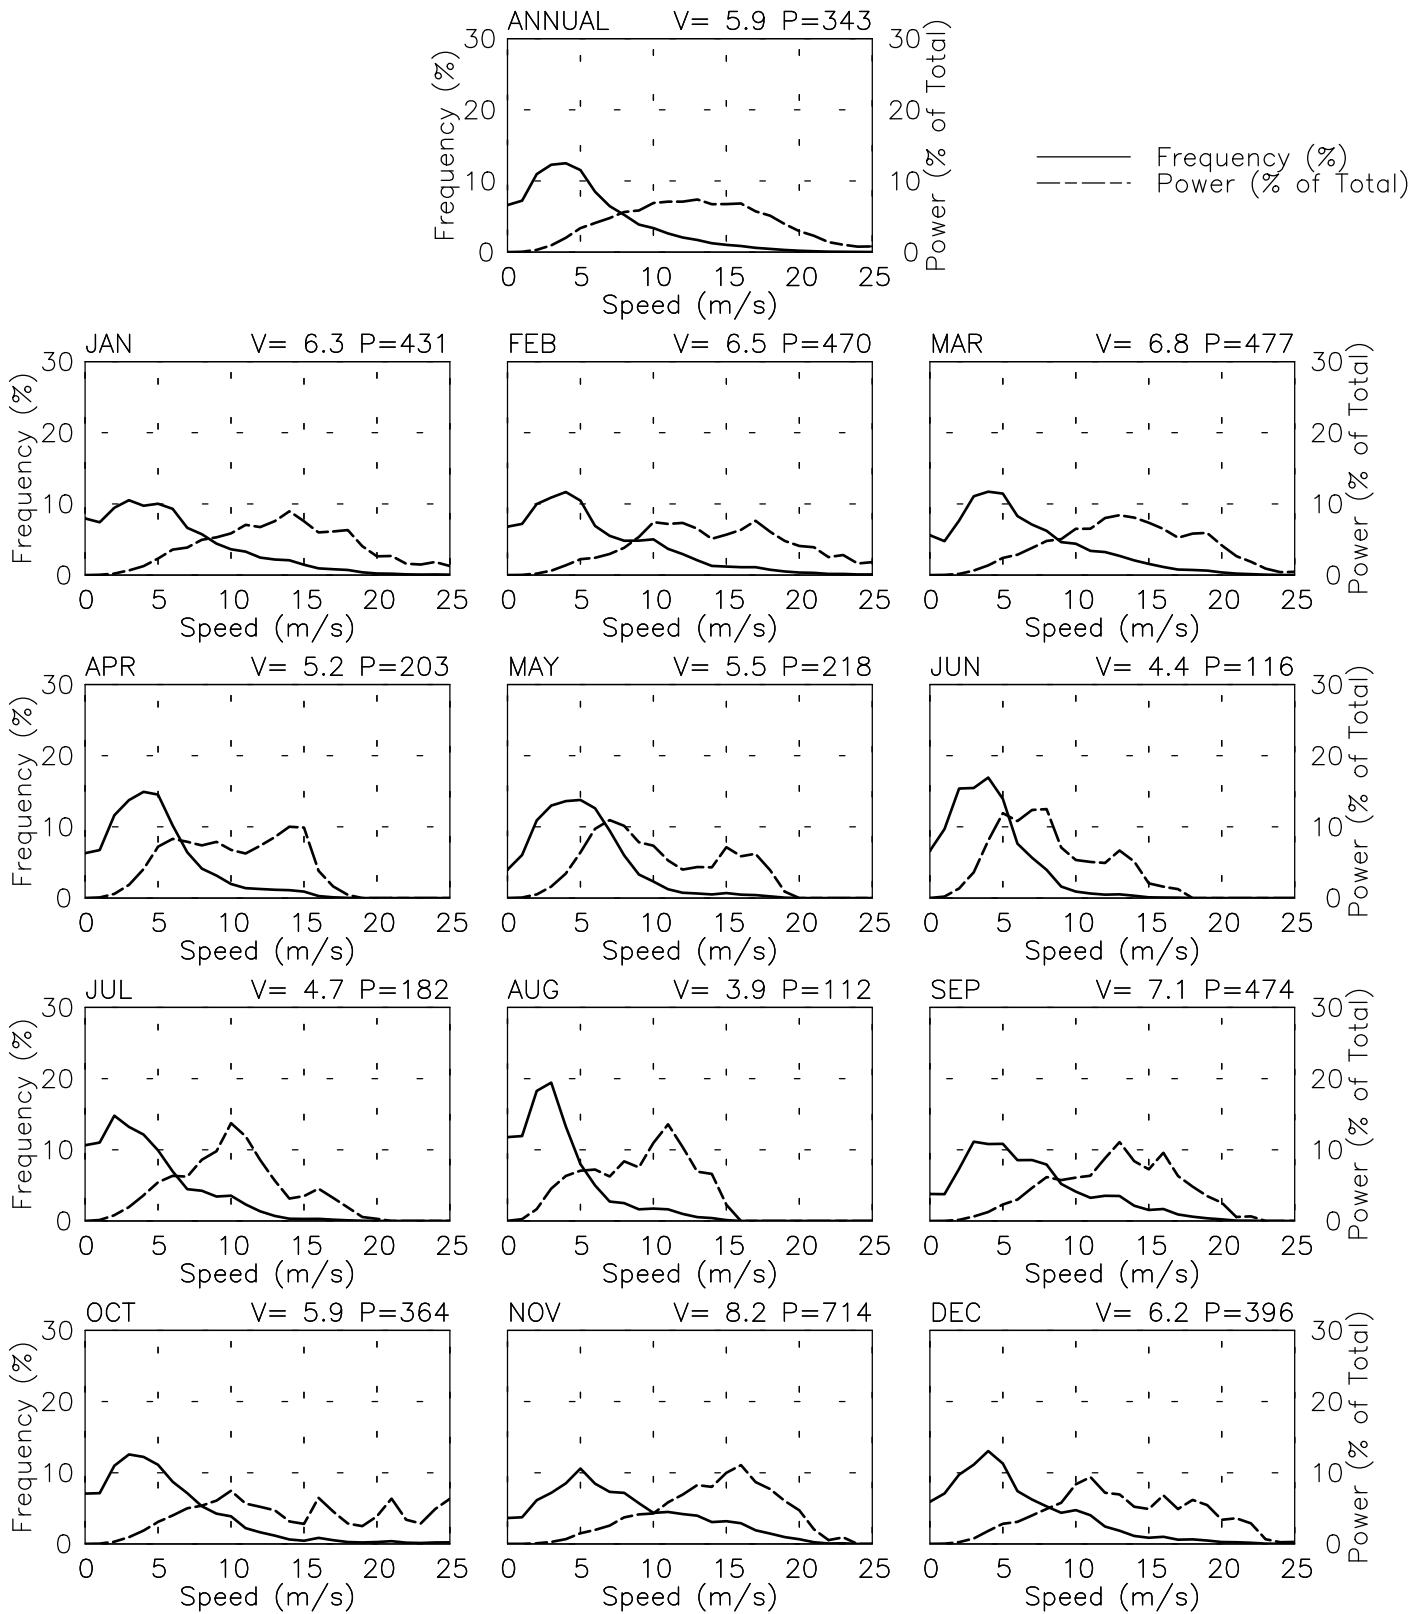 ANNUAL V= 5.9 P=343
30 30
20 20
10 10
0 0
Frequency (%)
Power (% of Total)
0 5 10 15 20 25
Speed (m/s)
Frequency (%)
Power (% of Total)
JAN V= 6.3 P=431 FEB V= 6.5 P=470 MAR V= 6.8 P=477
30 30
20 20
10 10
0 0
Frequency (%)
Power (% of Total)
0 5 10 15 20 25 0 5 10 15 20 25 0 5 10 15 20 25
Speed (m/s) Speed (m/s) Speed (m/s)
APR V= 5.2 P=203 MAY V= 5.5 P=218 JUN V= 4.4 P=116
30 30
20 20
10 10
0 0
Frequency (%)
Power (% of Total)
0 5 10 15 20 25 0 5 10 15 20 25 0 5 10 15 20 25
Speed (m/s) Speed (m/s) Speed (m/s)
JUL V= 4.7 P=182 AUG V= 3.9 P=112 SEP V= 7.1 P=474
30 30
20 20
10 10
0 0
Frequency (%)
Power (% of Total)
0 5 10 15 20 25 0 5 10 15 20 25 0 5 10 15 20 25
Speed (m/s) Speed (m/s) Speed (m/s)
OCT V= 5.9 P=364 NOV V= 8.2 P=714 DEC V= 6.2 P=396
30 30
20 20
10 10
0 0
Frequency (%)
Power (% of Total)
0 5 10 15 20 25 0 5 10 15 20 25 0 5 10 15 20 25
Speed (m/s) Speed (m/s) Speed (m/s)